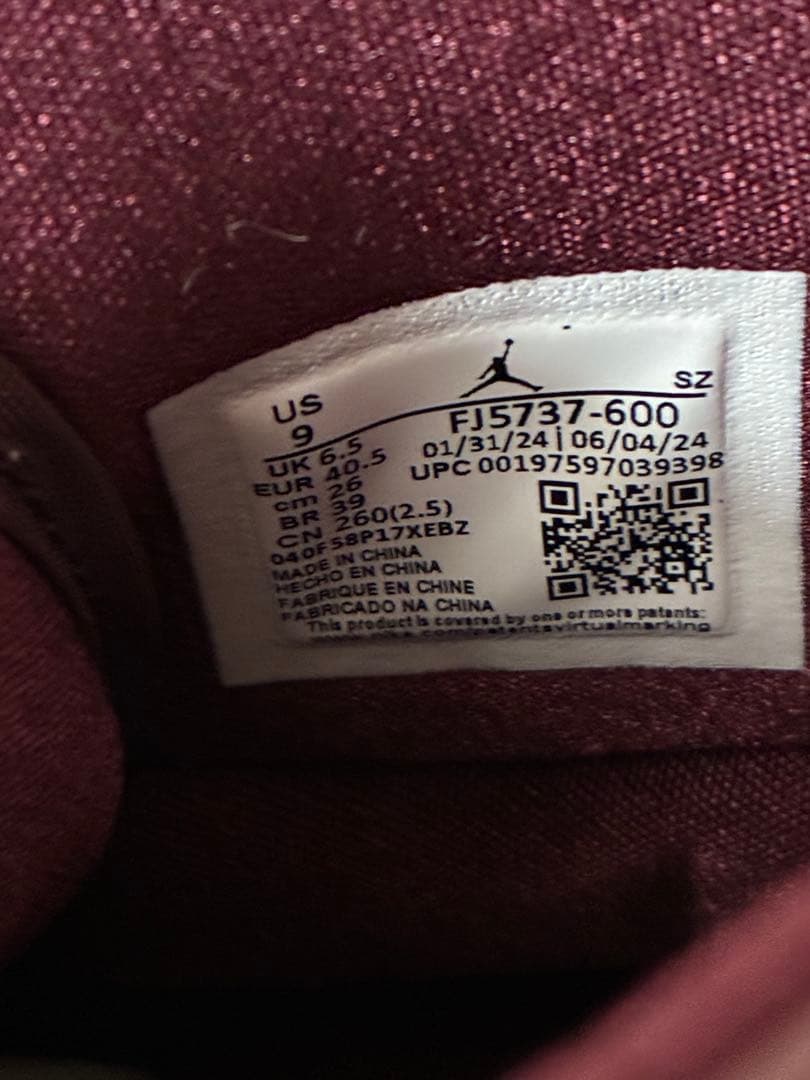 SZ
US
9
FJ5737-600
01/31/24 | 06/04/24
UPC 00197597039398
UK 6.5
EUR 40.5
cm 26
BR 39
CN 260(2.5)
040F58P17XEBZ
MADE IN CHINA
HECHO EN CHINA
FABRIQUE EN CHINE
FABRICADO NA CHINA
This product is covered by one or more patents: